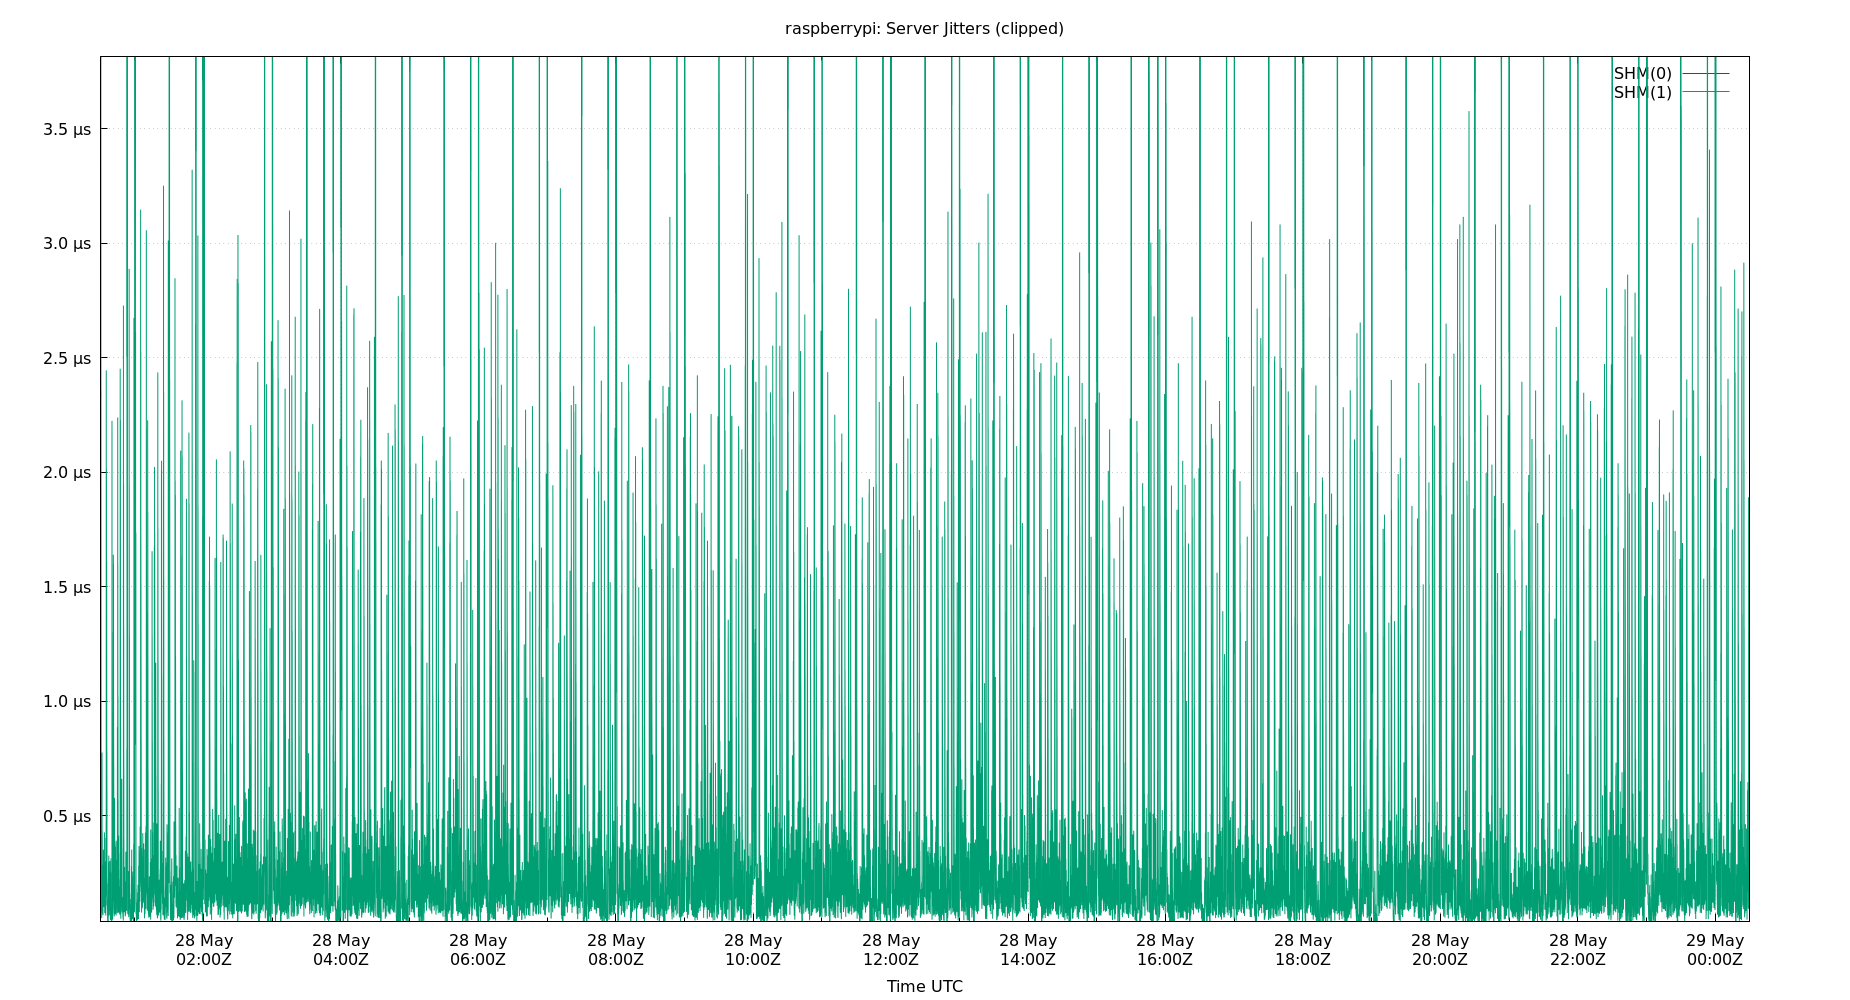 raspberrypi: Server Jitters (clipped)
SHM(0)
SHM(1)
3.5 µs
3.0 µs
2.5 µs
2.0 µs
1.5 µs
1.0 µs
0.5 µs
28 May 28 May 28 May 28 May 28 May 28 May 28 May 28 May 28 May 28 May 28 May 29 May
02:00Z 04:00Z 06:00Z 08:00Z 10:00Z 12:00Z 14:00Z 16:00Z 18:00Z 20:00Z 22:00Z 00:00Z
Time UTC